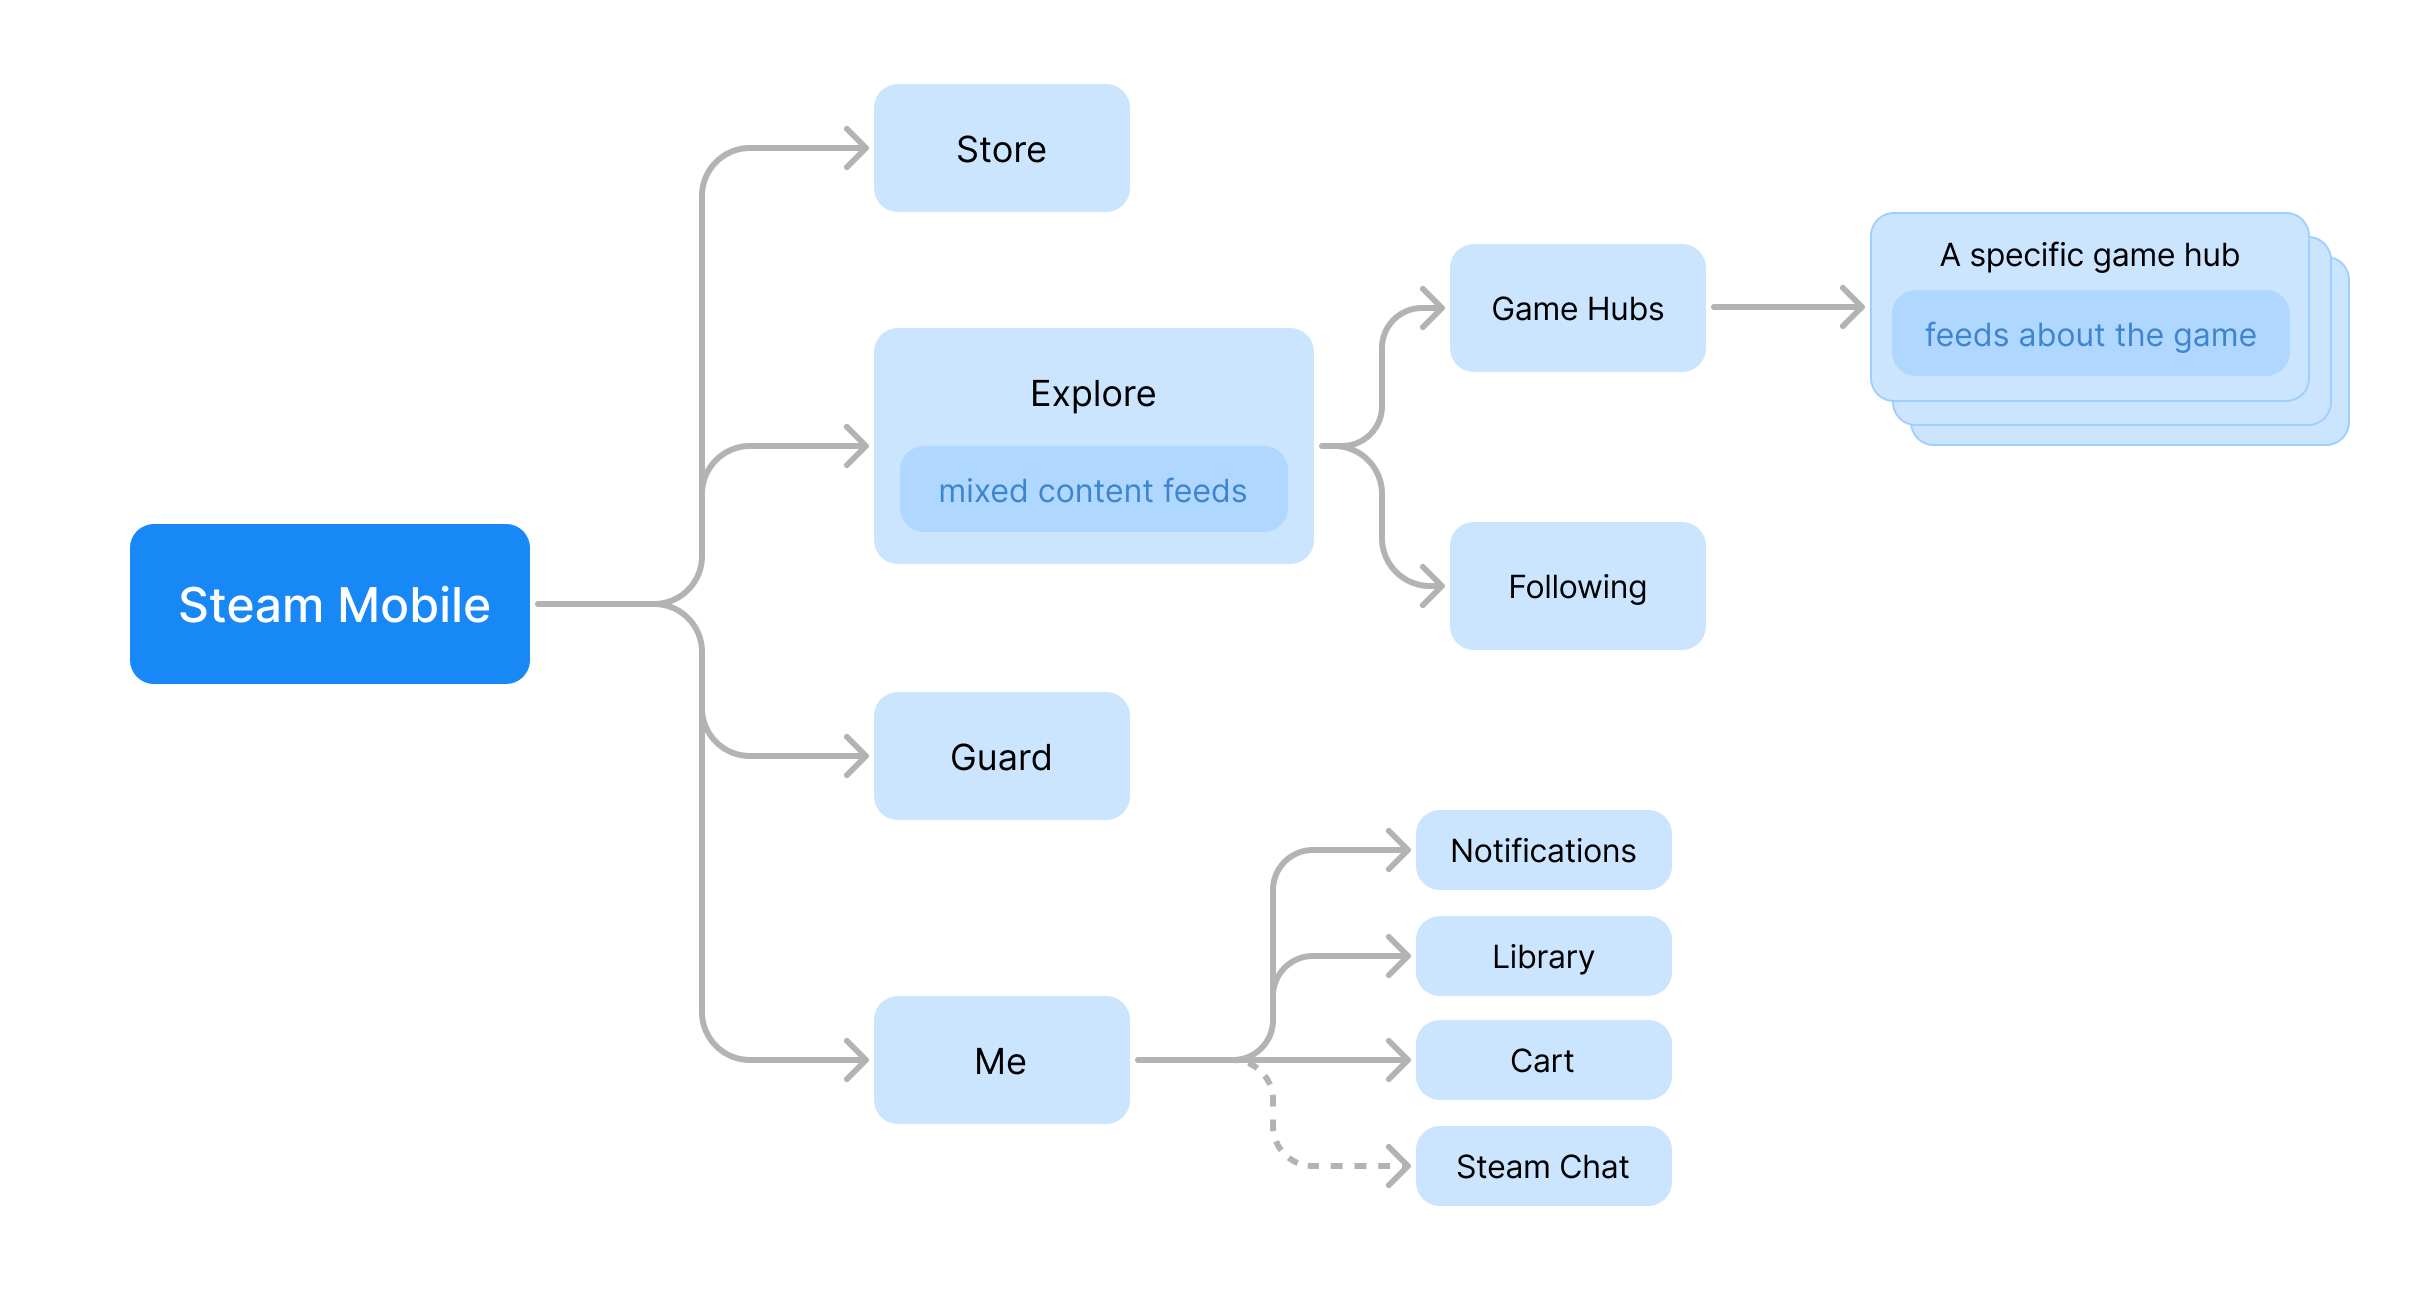 Store
A specific game hub
Game Hubs
feeds about the game
Explore
mixed content feeds
Following
Steam Mobile
Guard
Notifications
Library
Me
Cart
Steam Chat